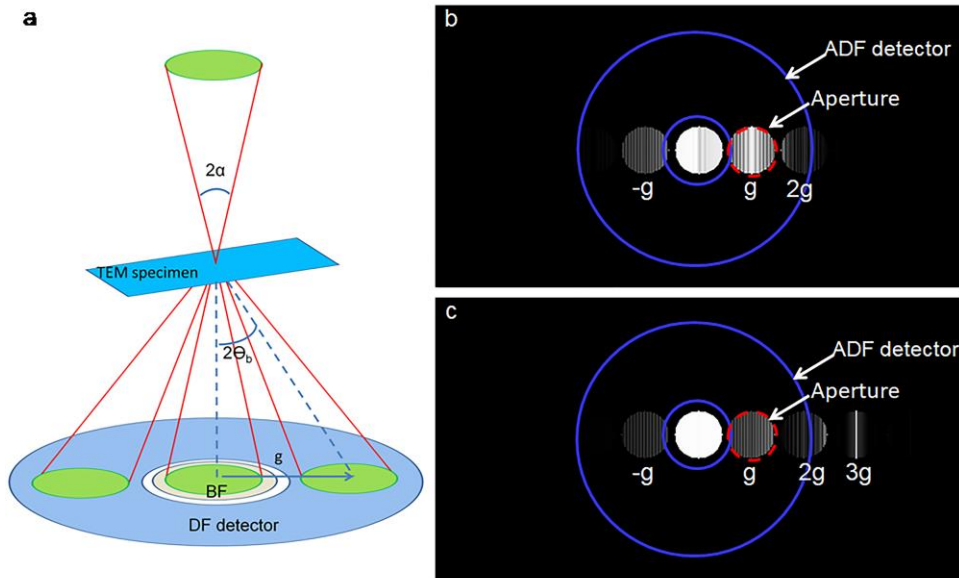 a
2α
TEM specimen
2Θb
g
BF
DF detector
b
ADF detector
Aperture
-g
g
2g
c
ADF detector
Aperture
-g
g
2g
3g